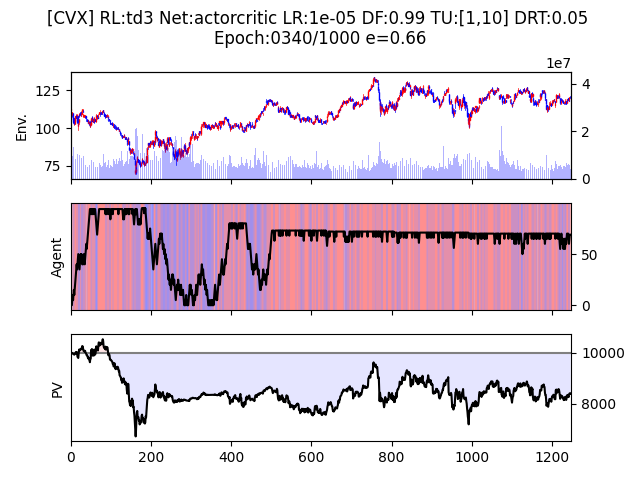 [CVX] RL:td3 Net:actorcritic LR:1e-05 DF:0.99 TU:[1,10] DRT:0.05
Epoch:0340/1000 e=0.66
1e7
125
100
75
Env.
4
2
0
Agent
50
0
PV
10000
8000
0
200
400
600
800
1000
1200